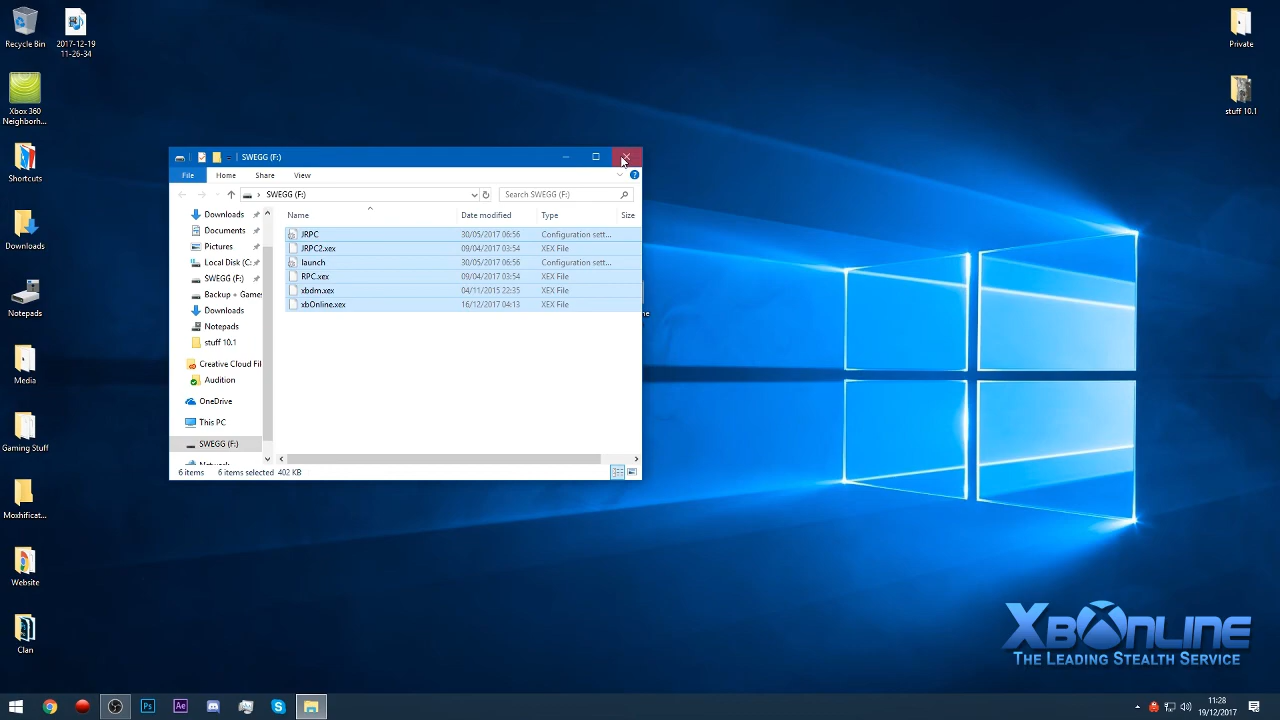 Recycle Bin
2017-12-19
11-26-34
Private
Xbox 360
Neighborh...
stuff 10.1
Shortcuts
Downloads
Notepads
Media
Gaming Stuff
Moxhificat...
Website
Clan
SWEGG (F:)
File Home Share View
SWEGG (F:)
Search SWEGG (F:)
Name Date modified Type Size
Downloads
Documents
Pictures
Local Disk (C:
SWEGG (F:)
Backup + Games
Downloads
Notepads
stuff 10.1
Creative Cloud Fil
Audition
OneDrive
This PC
SWEGG (F:)
Network
JRPC 30/05/2017 06:56 Configuration sett...
JRPC2.xex 09/04/2017 03:54 XEX File
launch 30/05/2017 06:56 Configuration sett...
RPC.xex 09/04/2017 03:54 XEX File
xbdm.xex 04/11/2015 22:35 XEX File
xbOnline.xex 16/12/2017 04:13 XEX File
ne
6 items 6 items selected 402 KB
XBONLINE
THE LEADING STEALTH SERVICE
Ps
Ae
11:28
19/12/2017